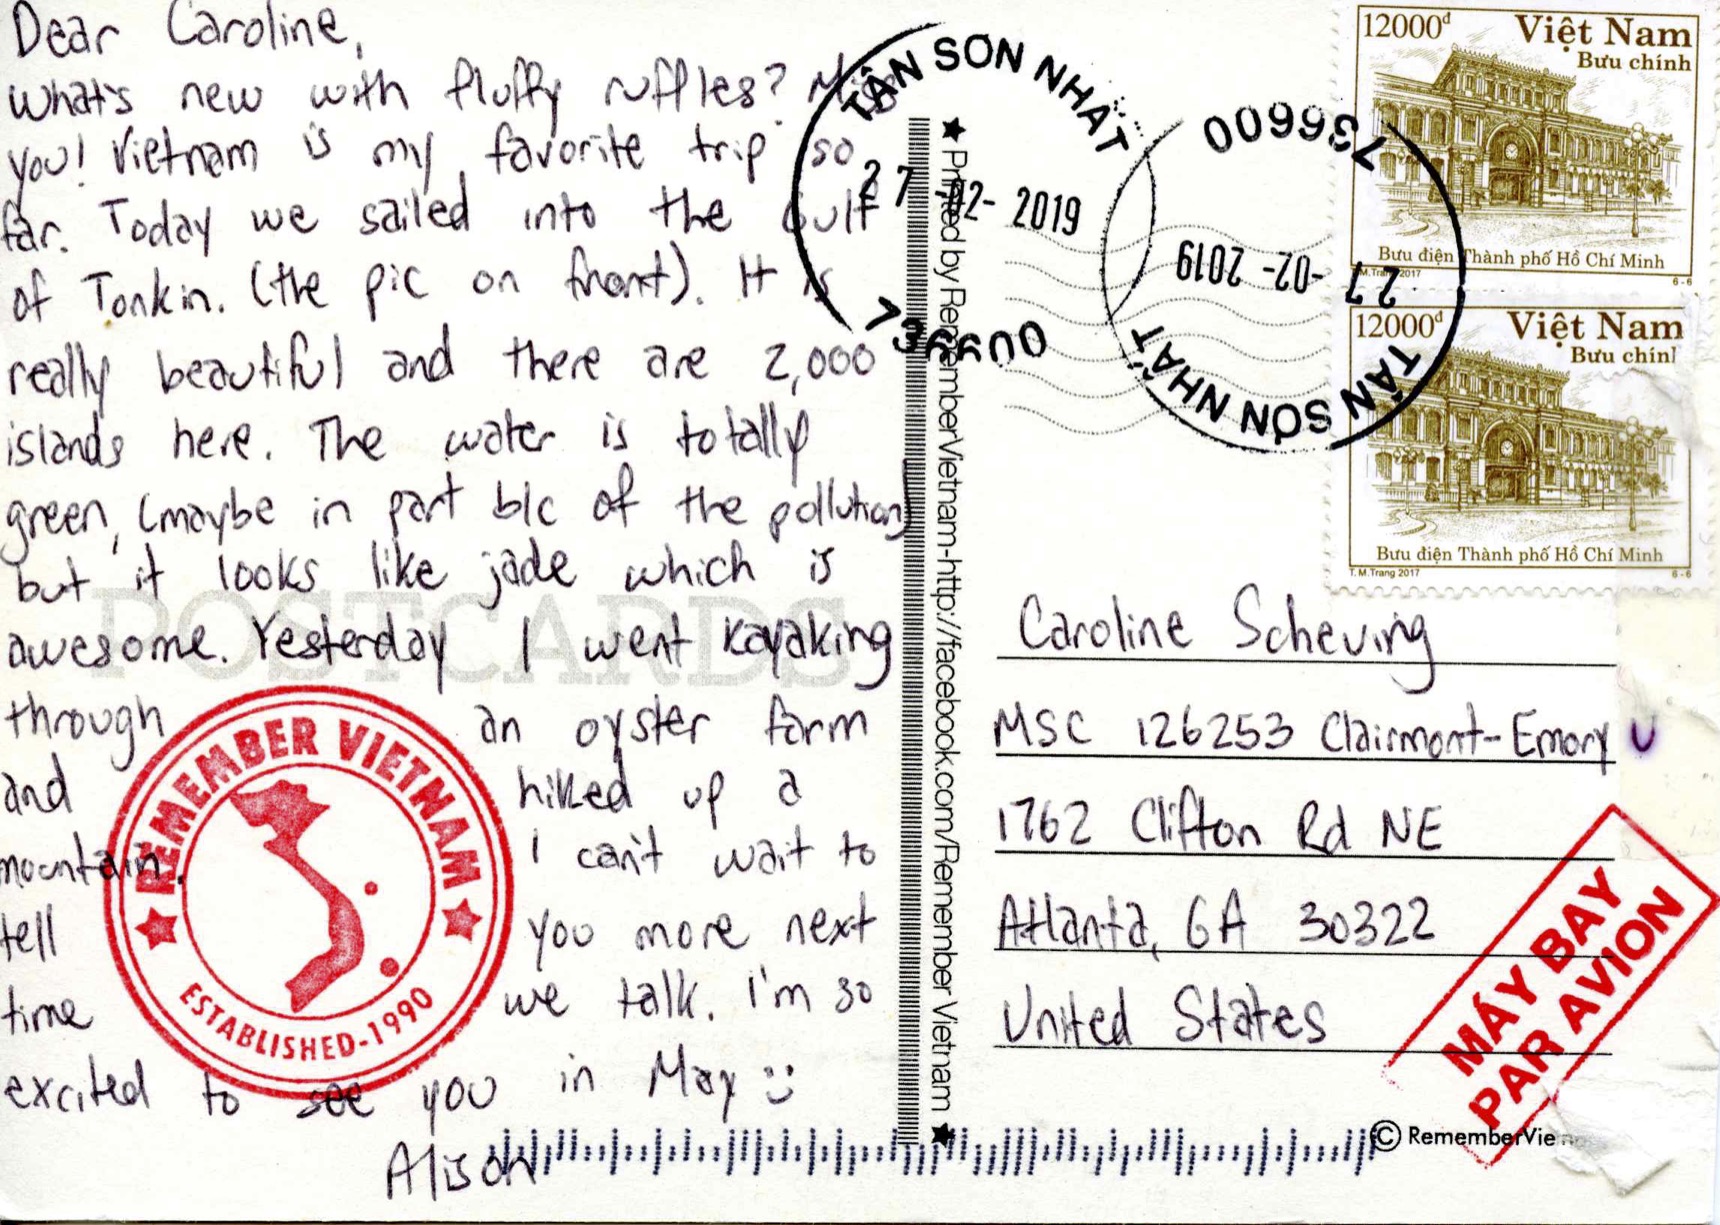 Dear Caroline,
What's new with fluffy ruffles? Miss
you! Vietnam is my favorite trip so
far. Today we sailed into the Gulf
of Tonkin. (the pic on front). It is
really beautiful and there are 2,000
islands here. The water is totally
green, (maybe in part b/c of the pollution)
but it looks like jade which is
awesome. Yesterday I went kayaking
through an oyster farm
and hiked up a
mountain. I can't wait to
tell you more next
time we talk. I'm so
excited to see you in May :)
Alison
POSTCARDS
REMEMBER VIETNAM
ESTABLISHED-1990
★ Printed by RememberVietnam-http://facebook.com/Remember Vietnam ★
TÂN SƠN NHẤT
27-02-2019
736600
736600
27-02-2019
TÂN SƠN NHẤT
12000đ Việt Nam
Bưu chính
Bưu điện Thành phố Hồ Chí Minh
T.M.Trang 2017 6-6
12000đ Việt Nam
Bưu chính
Bưu điện Thành phố Hồ Chí Minh
T.M.Trang 2017 6-6
Caroline Scheving
MSC 126253 Clairmont-Emory U
1762 Clifton Rd NE
Atlanta, GA 30322
United States
MÁY BAY
PAR AVION
© RememberVie